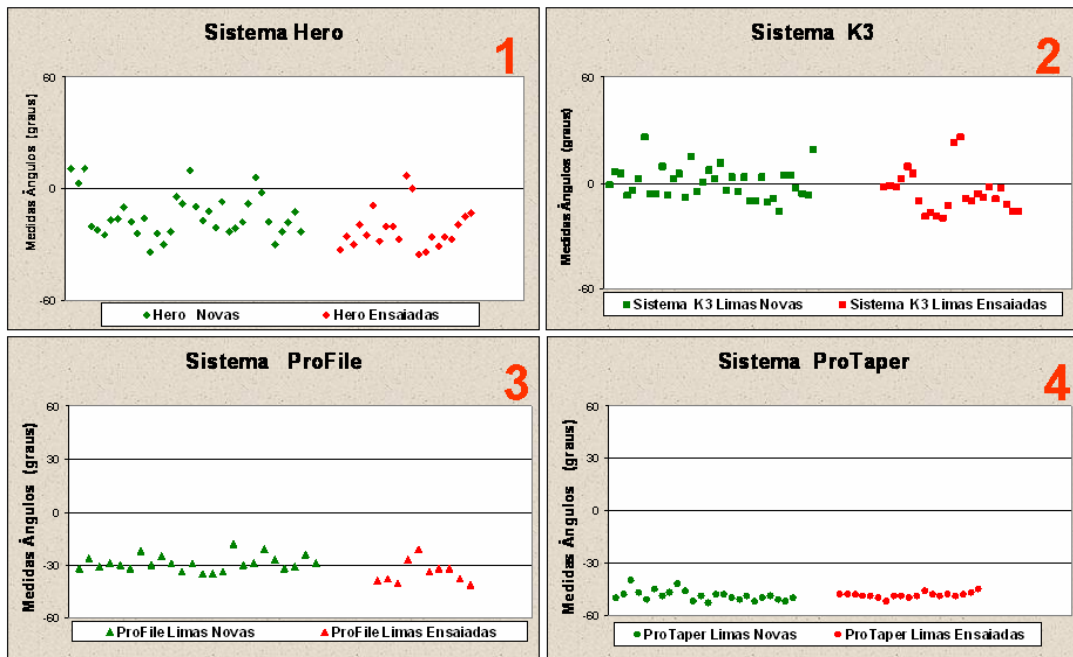 Sistema Hero
1
Medidas Ângulos (graus)
60
0
-60
Hero Novas
Hero Ensaiadas
Sistema K3
2
Medidas Ângulos (graus)
60
0
-60
Sistema K3 Limas Novas
Sistema K3 Limas Ensaiadas
Sistema ProFile
3
Medidas Ângulos (graus)
60
30
0
-30
-60
ProFile Limas Novas
ProFile Limas Ensaiadas
Sistema ProTaper
4
Medidas Ângulos (graus)
60
30
0
-30
-60
ProTaper Limas Novas
ProTaper Limas Ensaiadas